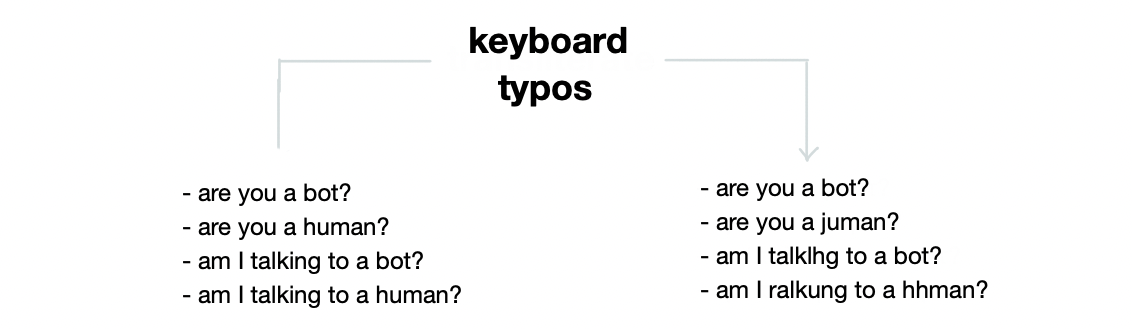 keyboard
typos
- are you a bot?
- are you a human?
- am I talking to a bot?
- am I talking to a human?
- are you a bot?
- are you a juman?
- am I talklhg to a bot?
- am I ralkung to a hhman?